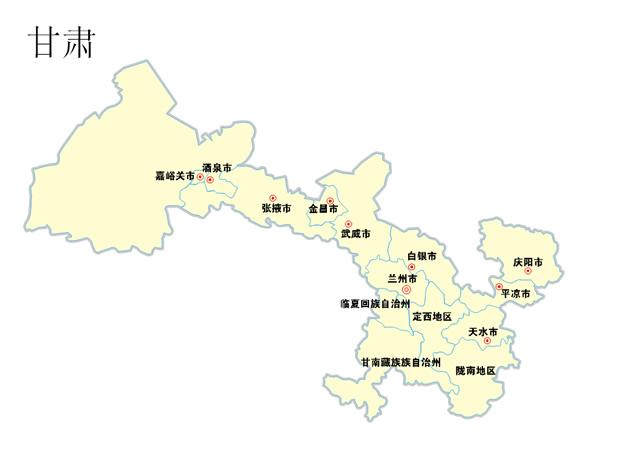 甘肃
酒泉市
嘉峪关市
张掖市
金昌市
武威市
白银市
庆阳市
兰州市
平凉市
临夏回族自治州
定西地区
天水市
甘南藏族族自治州
陇南地区